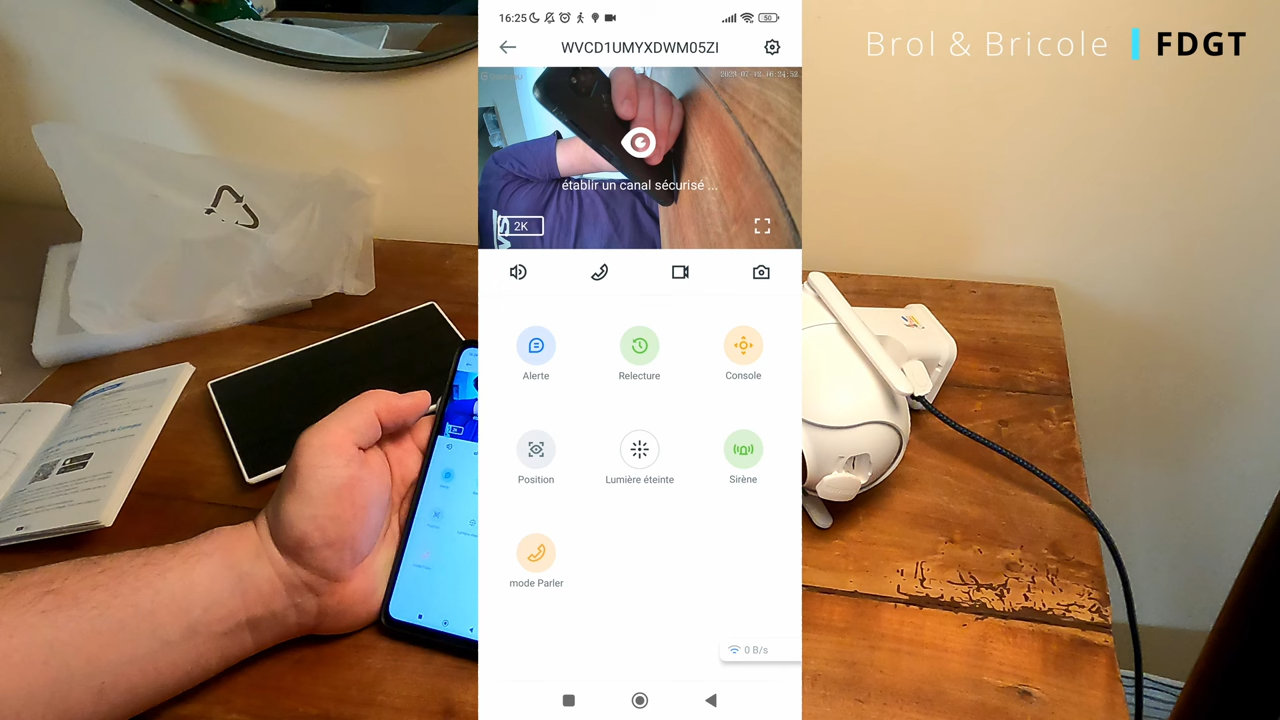 Brol & Bricole FDGT
16:25 50
WVCD1UMYXDWM05ZI
2023-07-12 16:24:52
établir un canal sécurisé ...
2K
Alerte
Relecture
Console
Position
Lumière éteinte
Sirène
mode Parler
0 B/s